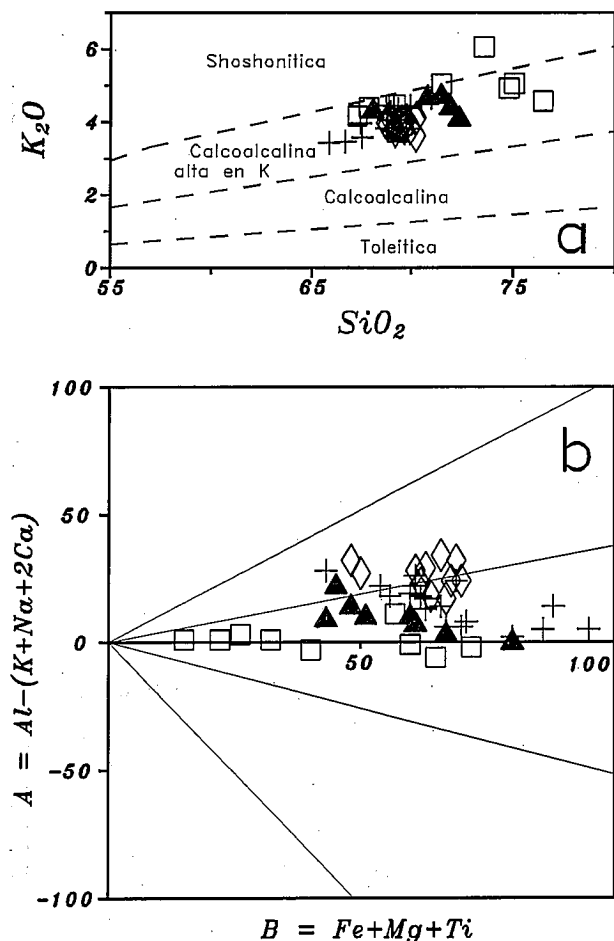 6
Shoshonitica
K2O
4
Calcoalcalina
alta en K
2
Calcoalcalina
Toleitica
a
0
55
65
75
SiO2
100
b
50
A = Al-(K+Na+2Ca)
0
50
100
-50
-100
B = Fe+Mg+Ti